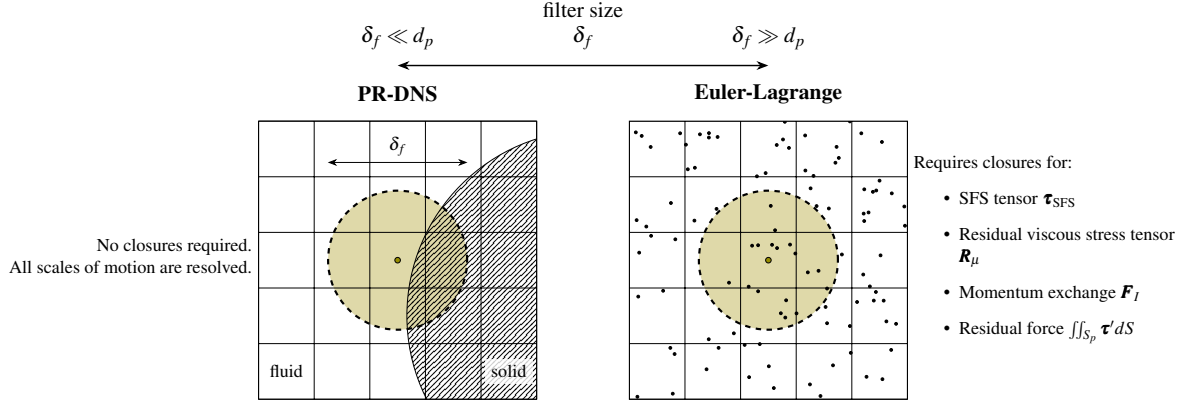 filter size
δ_f ≪ d_p
δ_f
δ_f ≫ d_p
PR-DNS
Euler-Lagrange
δ_f
No closures required.
All scales of motion are resolved.
fluid
solid
Requires closures for:
• SFS tensor τ_SFS
• Residual viscous stress tensor
R_μ
• Momentum exchange F_I
• Residual force ∬_{S_p} τ′dS